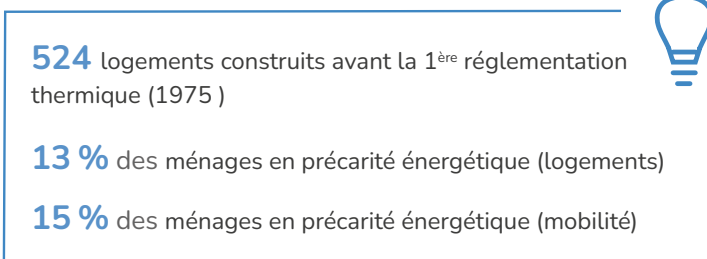 524 logements construits avant la 1ère réglementation
thermique (1975 )
13 % des ménages en précarité énergétique (logements)
15 % des ménages en précarité énergétique (mobilité)